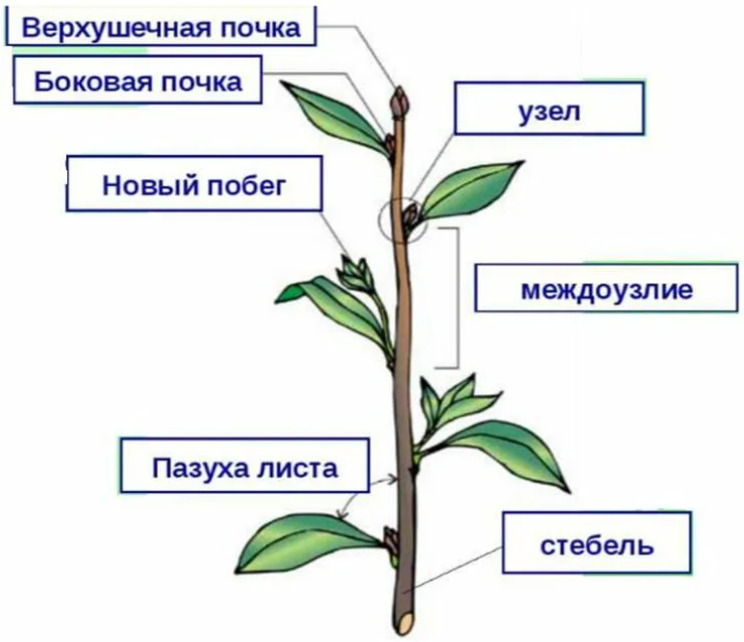 Верхушечная почка
Боковая почка
узел
Новый побег
междоузлие
Пазуха листа
стебель